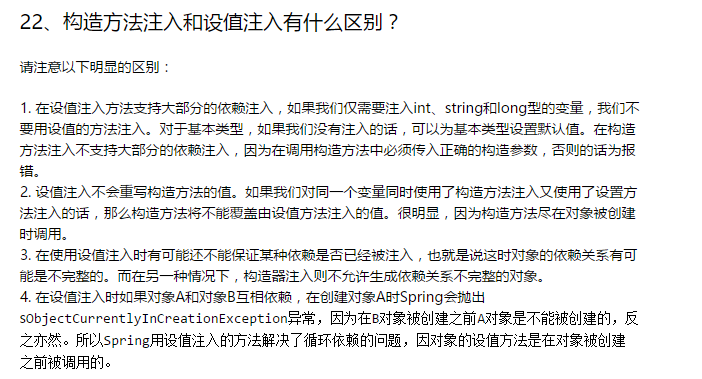 22、构造方法注入和设值注入有什么区别？
请注意以下明显的区别：
1. 在设值注入方法支持大部分的依赖注入，如果我们仅需要注入int、string和long型的变量，我们不
要用设值的方法注入。对于基本类型，如果我们没有注入的话，可以为基本类型设置默认值。在构造
方法注入不支持大部分的依赖注入，因为在调用构造方法中必须传入正确的构造参数，否则的话为报
错。
2. 设值注入不会重写构造方法的值。如果我们对同一个变量同时使用了构造方法注入又使用了设置方
法注入的话，那么构造方法将不能覆盖由设值方法注入的值。很明显，因为构造方法尽在对象被创建
时调用。
3. 在使用设值注入时有可能还不能保证某种依赖是否已经被注入，也就是说这时对象的依赖关系有可
能是不完整的。而在另一种情况下，构造器注入则不允许生成依赖关系不完整的对象。
4. 在设值注入时如果对象A和对象B互相依赖，在创建对象A时Spring会抛出
sObjectCurrentlyInCreationException异常，因为在B对象被创建之前A对象是不能被创建的，反
之亦然。所以Spring用设值注入的方法解决了循环依赖的问题，因对象的设值方法是在对象被创建
之前被调用的。